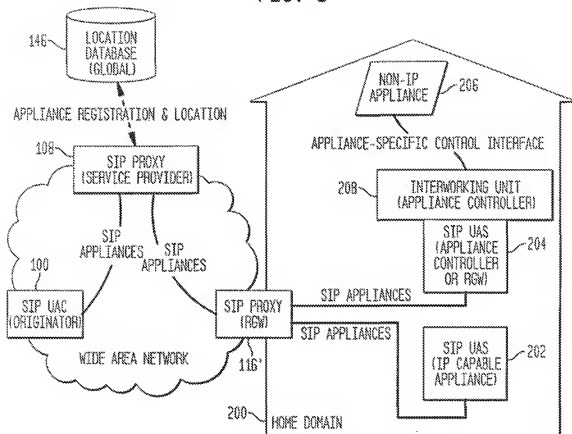 146
LOCATION
DATABASE
(GLOBAL)
APPLIANCE REGISTRATION & LOCATION
108
SIP PROXY
(SERVICE PROVIDER)
SIP
APPLIANCES
SIP
APPLIANCES
100
SIP UAC
(ORIGINATOR)
SIP PROXY
(RGW)
116'
WIDE AREA NETWORK
NON-IP
APPLIANCE
206
APPLIANCE-SPECIFIC CONTROL INTERFACE
208
INTERWORKING UNIT
(APPLIANCE CONTROLLER)
SIP UAS
(APPLIANCE
CONTROLLER
OR RGW)
204
SIP APPLIANCES
SIP APPLIANCES
SIP UAS
(IP CAPABLE
APPLIANCE)
202
200
HOME DOMAIN